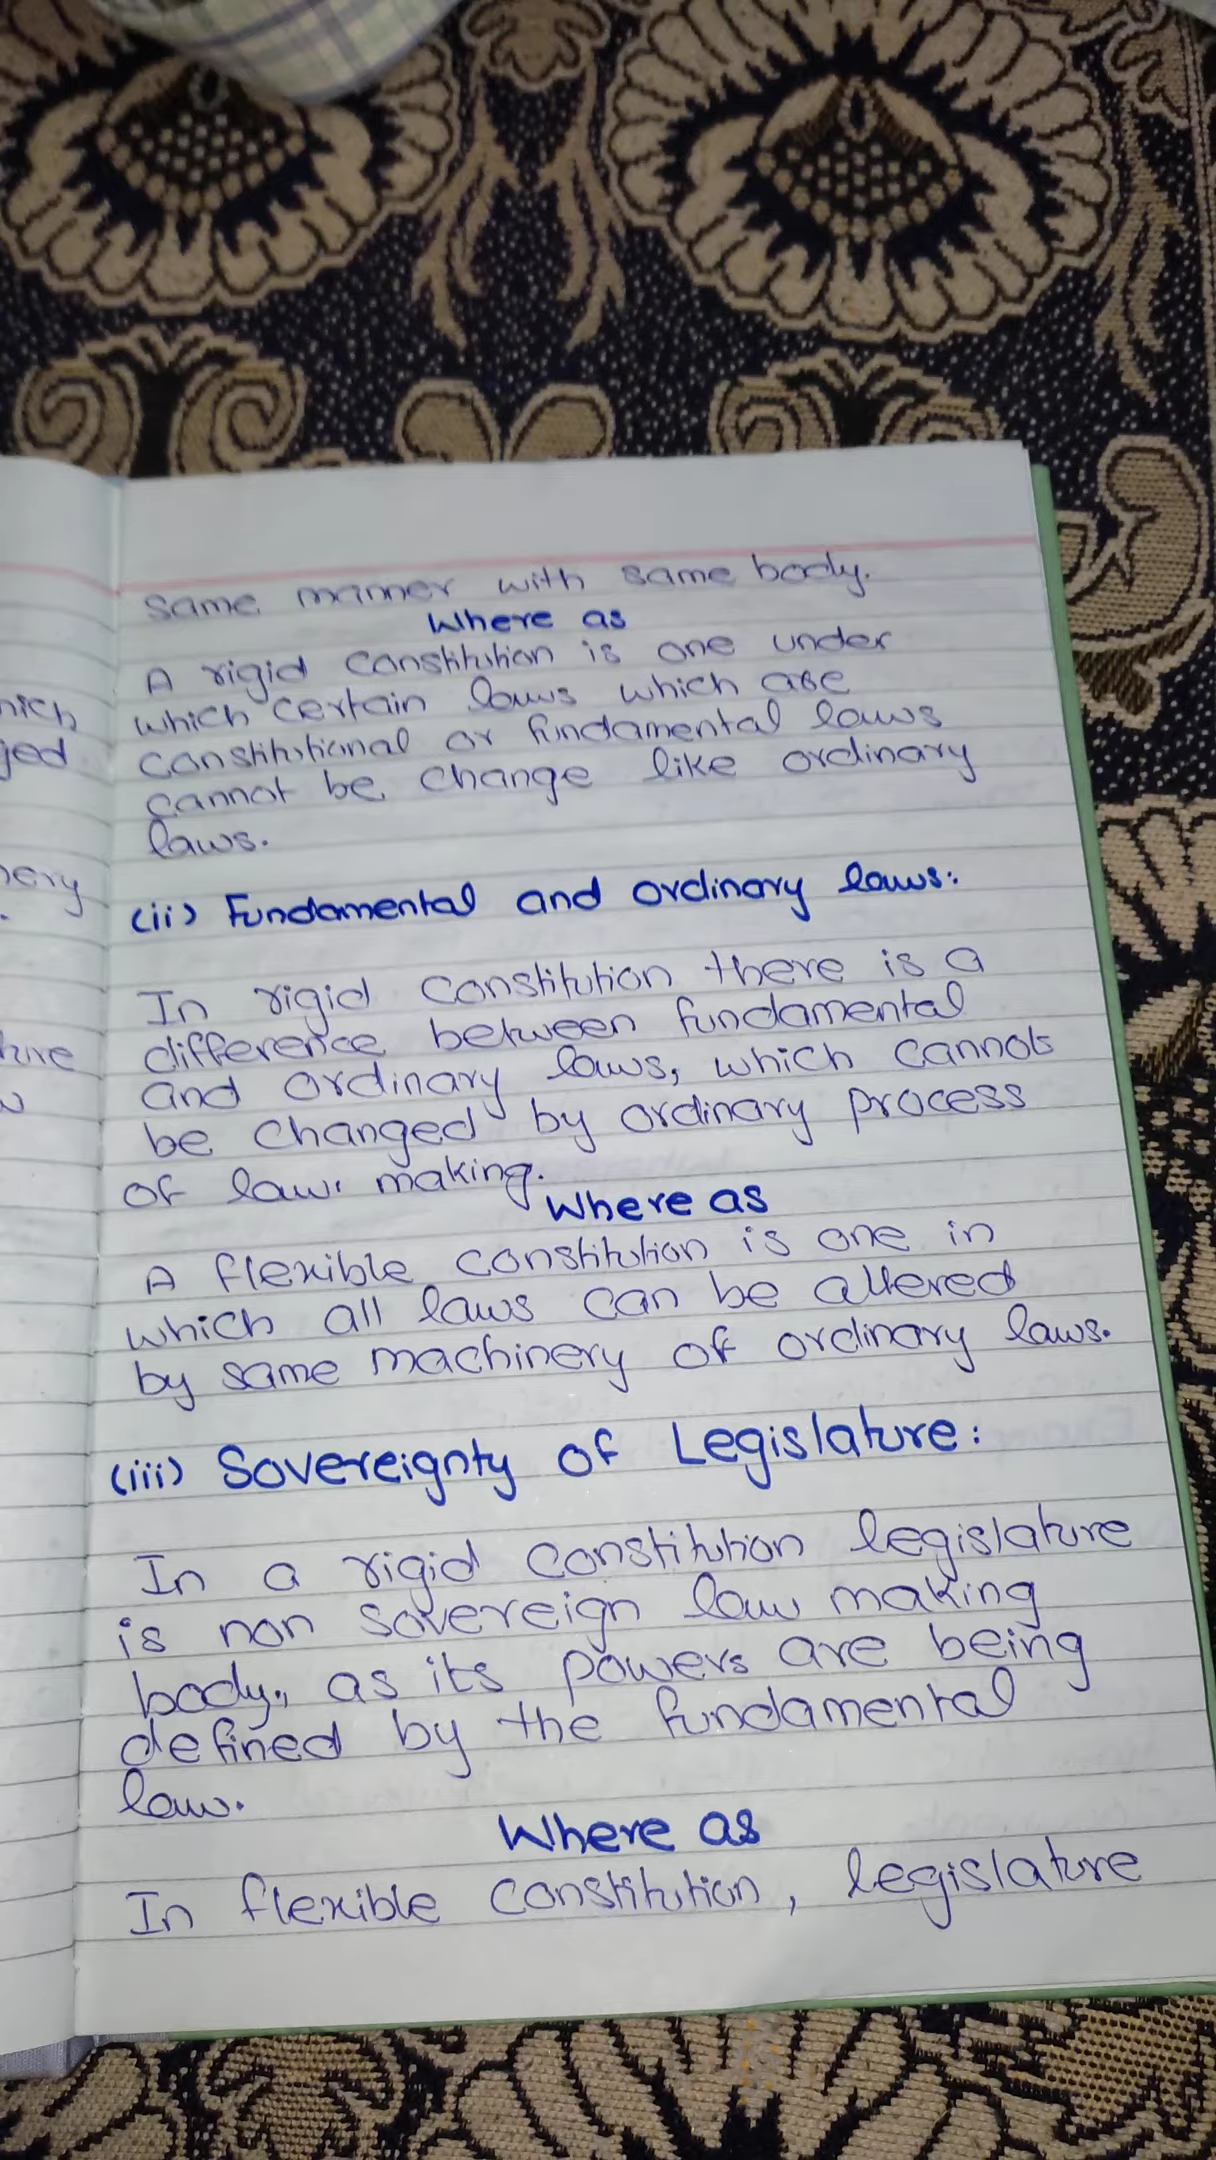 same manner with same body.
Where as
A rigid constitution is one under
which certain laws which are
constitutional or fundamental laws
cannot be change like ordinary
laws.
(ii) Fundamental and ordinary laws:
In rigid constitution there is a
difference between fundamental
and ordinary laws, which cannot
be changed by ordinary process
of law making.
Where as
A flexible constitution is one in
which all laws can be altered
by same machinery of ordinary laws.
(iii) Sovereignty of Legislature:
In a rigid constitution legislature
is non sovereign law making
body, as its powers are being
defined by the fundamental
law.
Where as
In flexible constitution, legislature